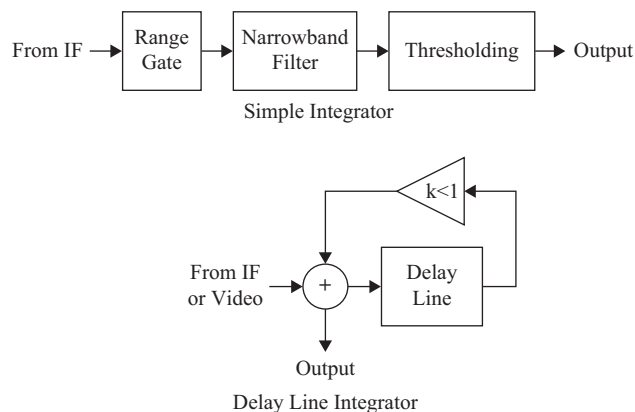 From IF
Range
Gate
Narrowband
Filter
Thresholding
Output
Simple Integrator
k<1
From IF
or Video
+
Delay
Line
Output
Delay Line Integrator